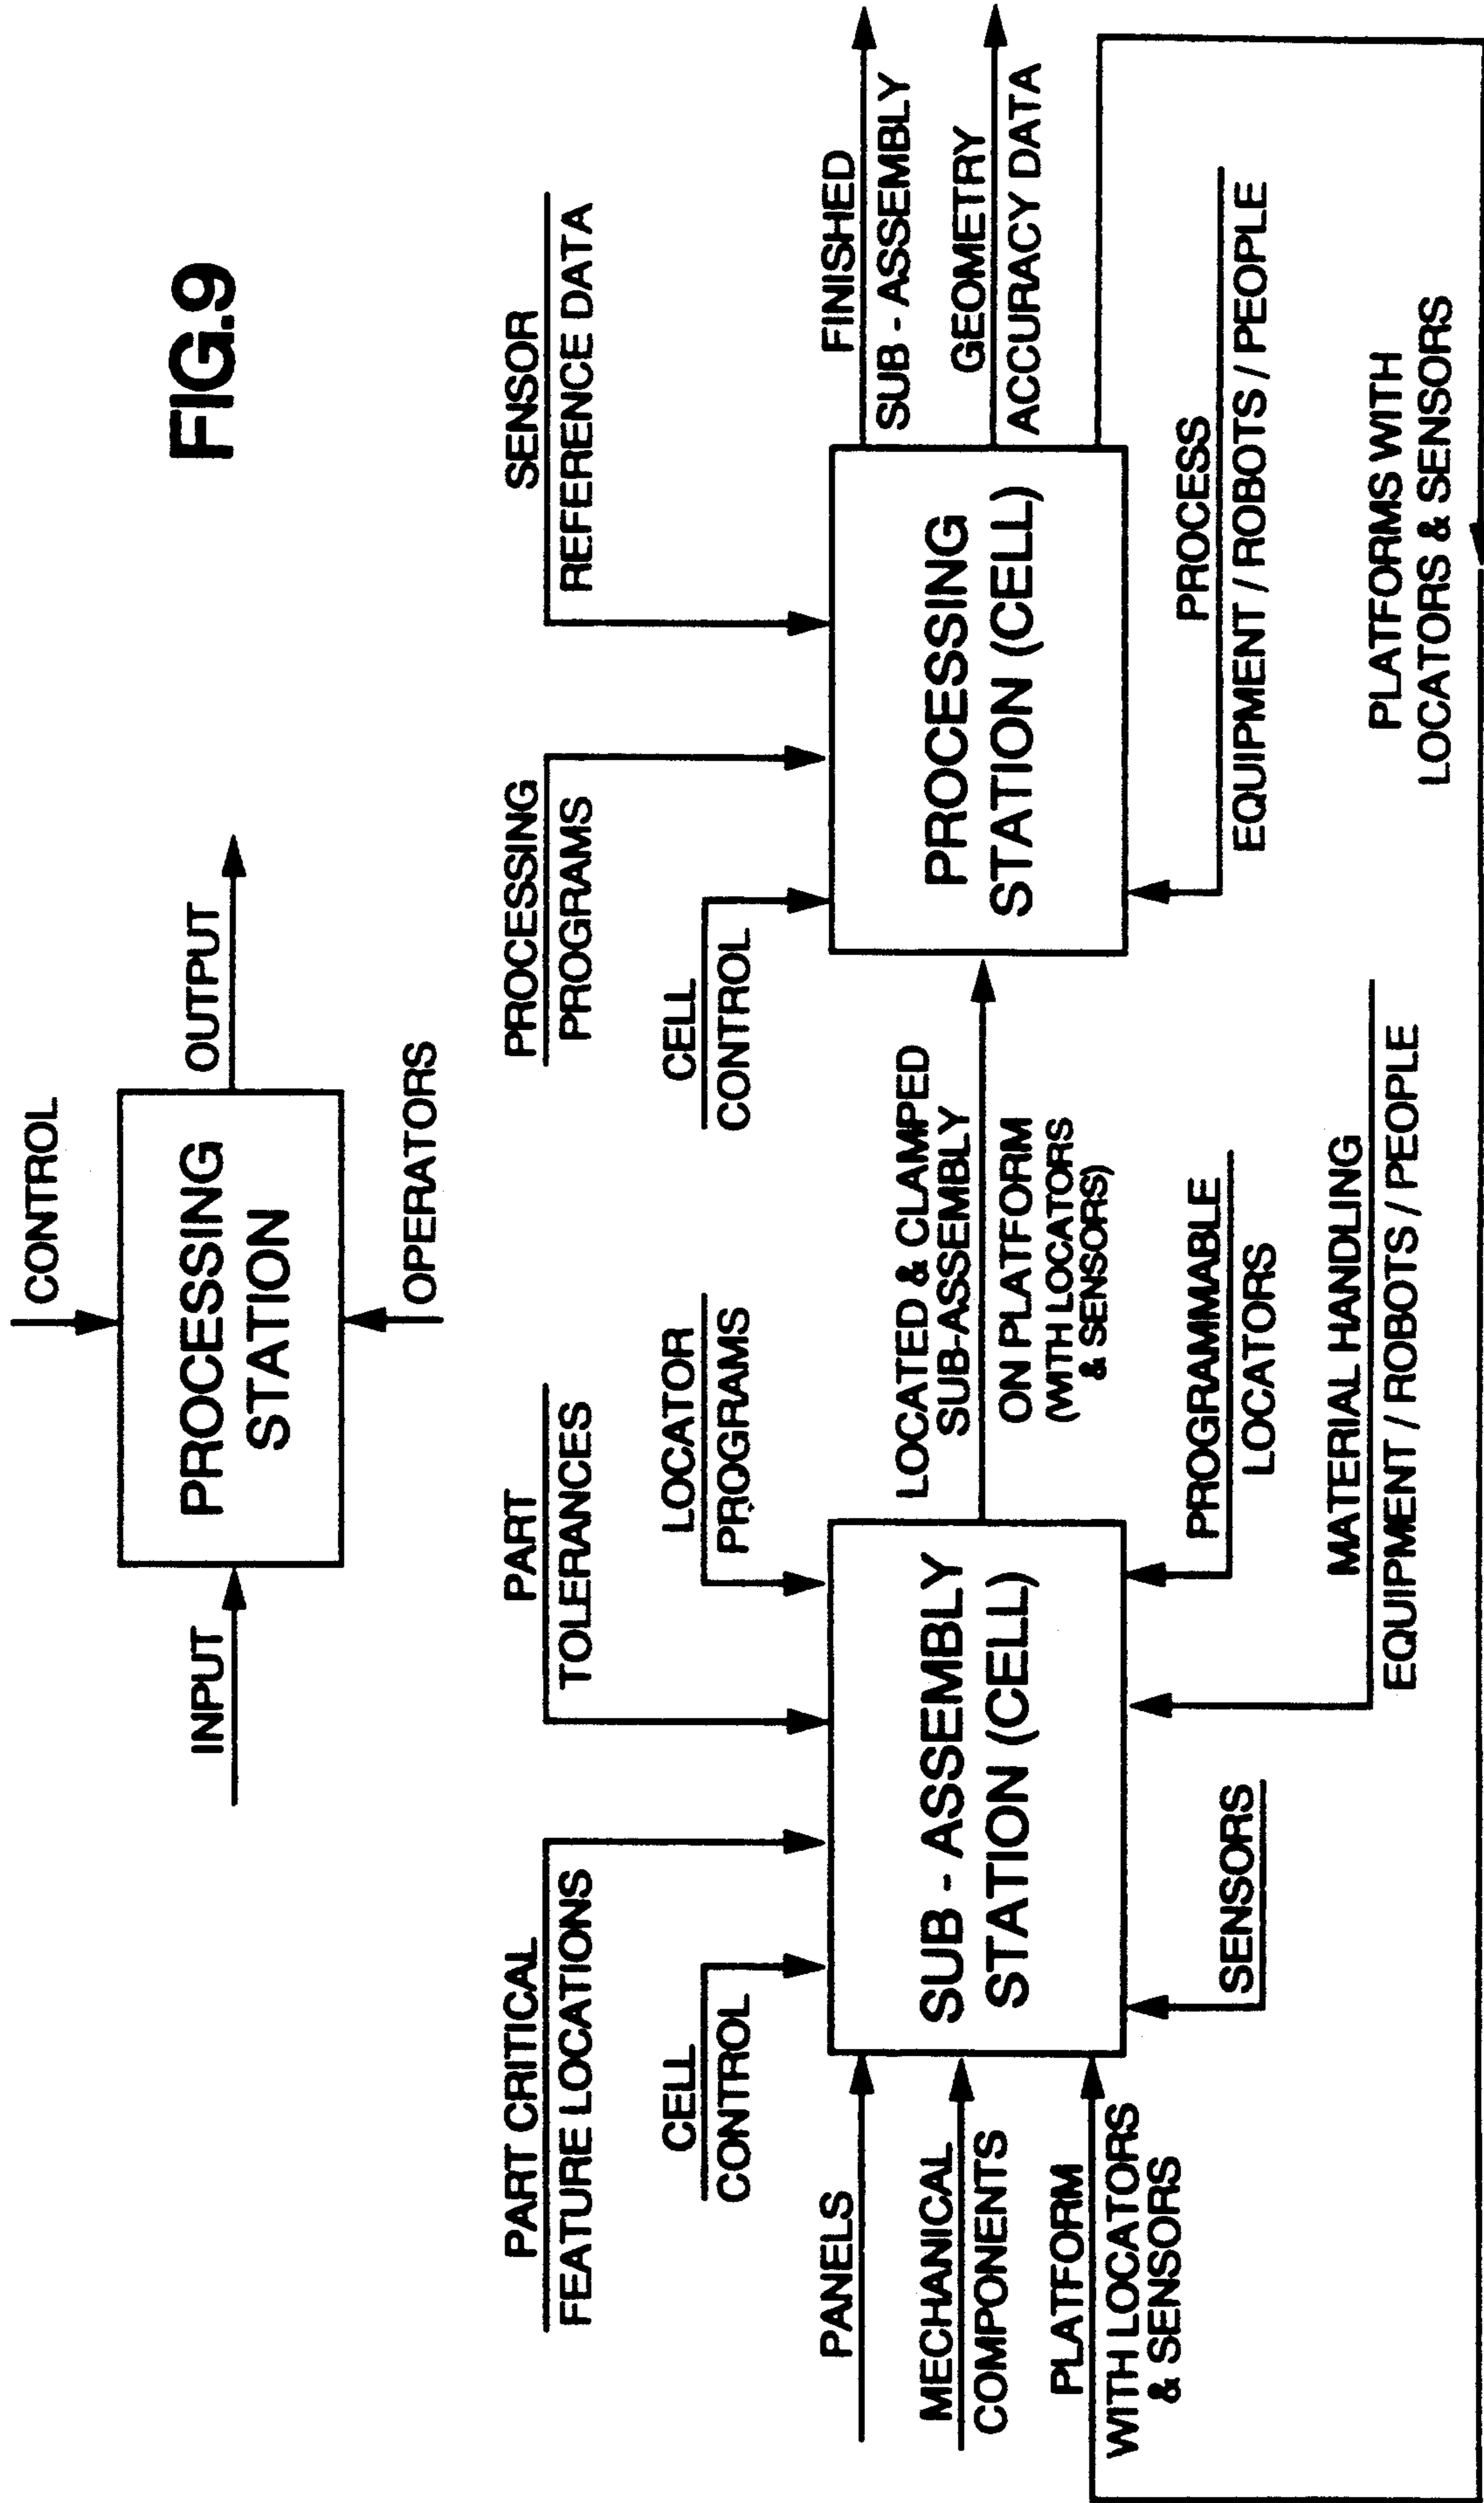 FIG.9
CONTROL
INPUT
PROCESSING
STATION
OUTPUT
OPERATORS
PART CRITICAL
FEATURE LOCATIONS
PART
TOLERANCES
PROCESSING
PROGRAMS
SENSOR
REFERENCE DATA
CELL
CONTROL
LOCATOR
PROGRAMS
CELL
CONTROL
PANELS
MECHANICAL
COMPONENTS
PLATFORM
WITH LOCATORS
& SENSORS
SUB - ASSEMBLY
STATION (CELL)
LOCATED & CLAMPED
SUB-ASSEMBLY
ON PLATFORM
(WITH LOCATORS
& SENSORS)
PROCESSING
STATION (CELL)
FINISHED
SUB - ASSEMBLY
GEOMETRY
ACCURACY DATA
SENSORS
PROGRAMMABLE
LOCATORS
MATERIAL HANDLING
EQUIPMENT / ROBOTS / PEOPLE
PROCESS
EQUIPMENT / ROBOTS / PEOPLE
PLATFORMS WITH
LOCATORS & SENSORS